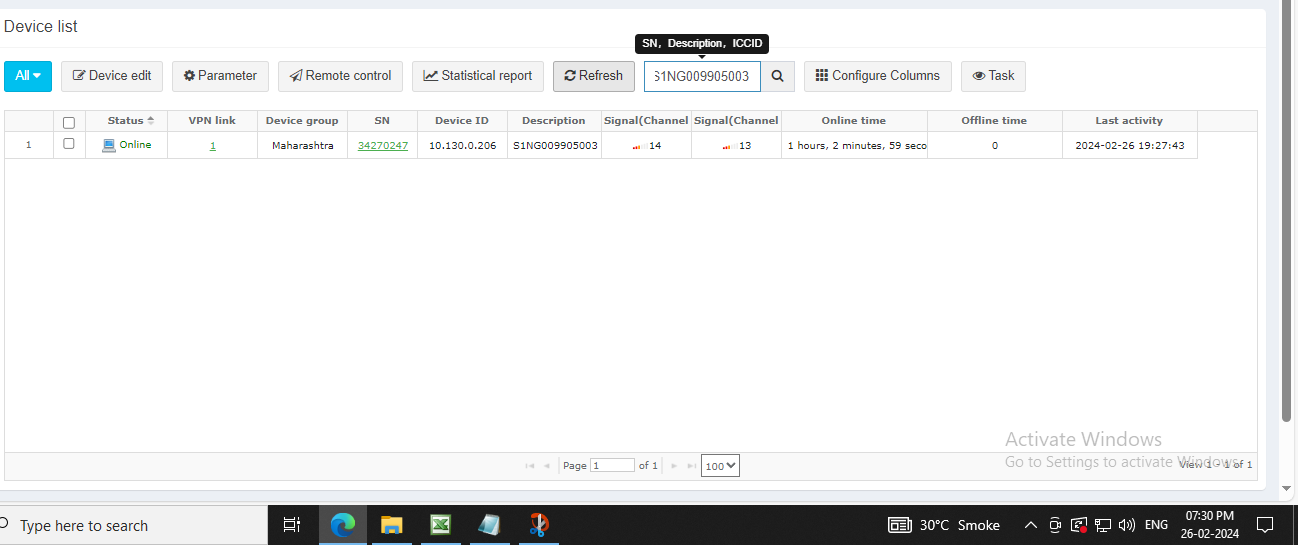 Device list
SN, Description, ICCID
All Device edit Parameter Remote control Statistical report Refresh S1NG009905003 Configure Columns Task
Status VPN link Device group SN Device ID Description Signal(Channel Signal(Channel Online time Offline time Last activity
1 Online 1 Maharashtra 34270247 10.130.0.206 S1NG009905003 14 13 1 hours, 2 minutes, 59 seco 0 2024-02-26 19:27:43
Activate Windows
Go to Settings to activate Windows.
Page 1 of 1 100 View 1 - 1 of 1
Type here to search 30°C Smoke ENG 07:30 PM
26-02-2024